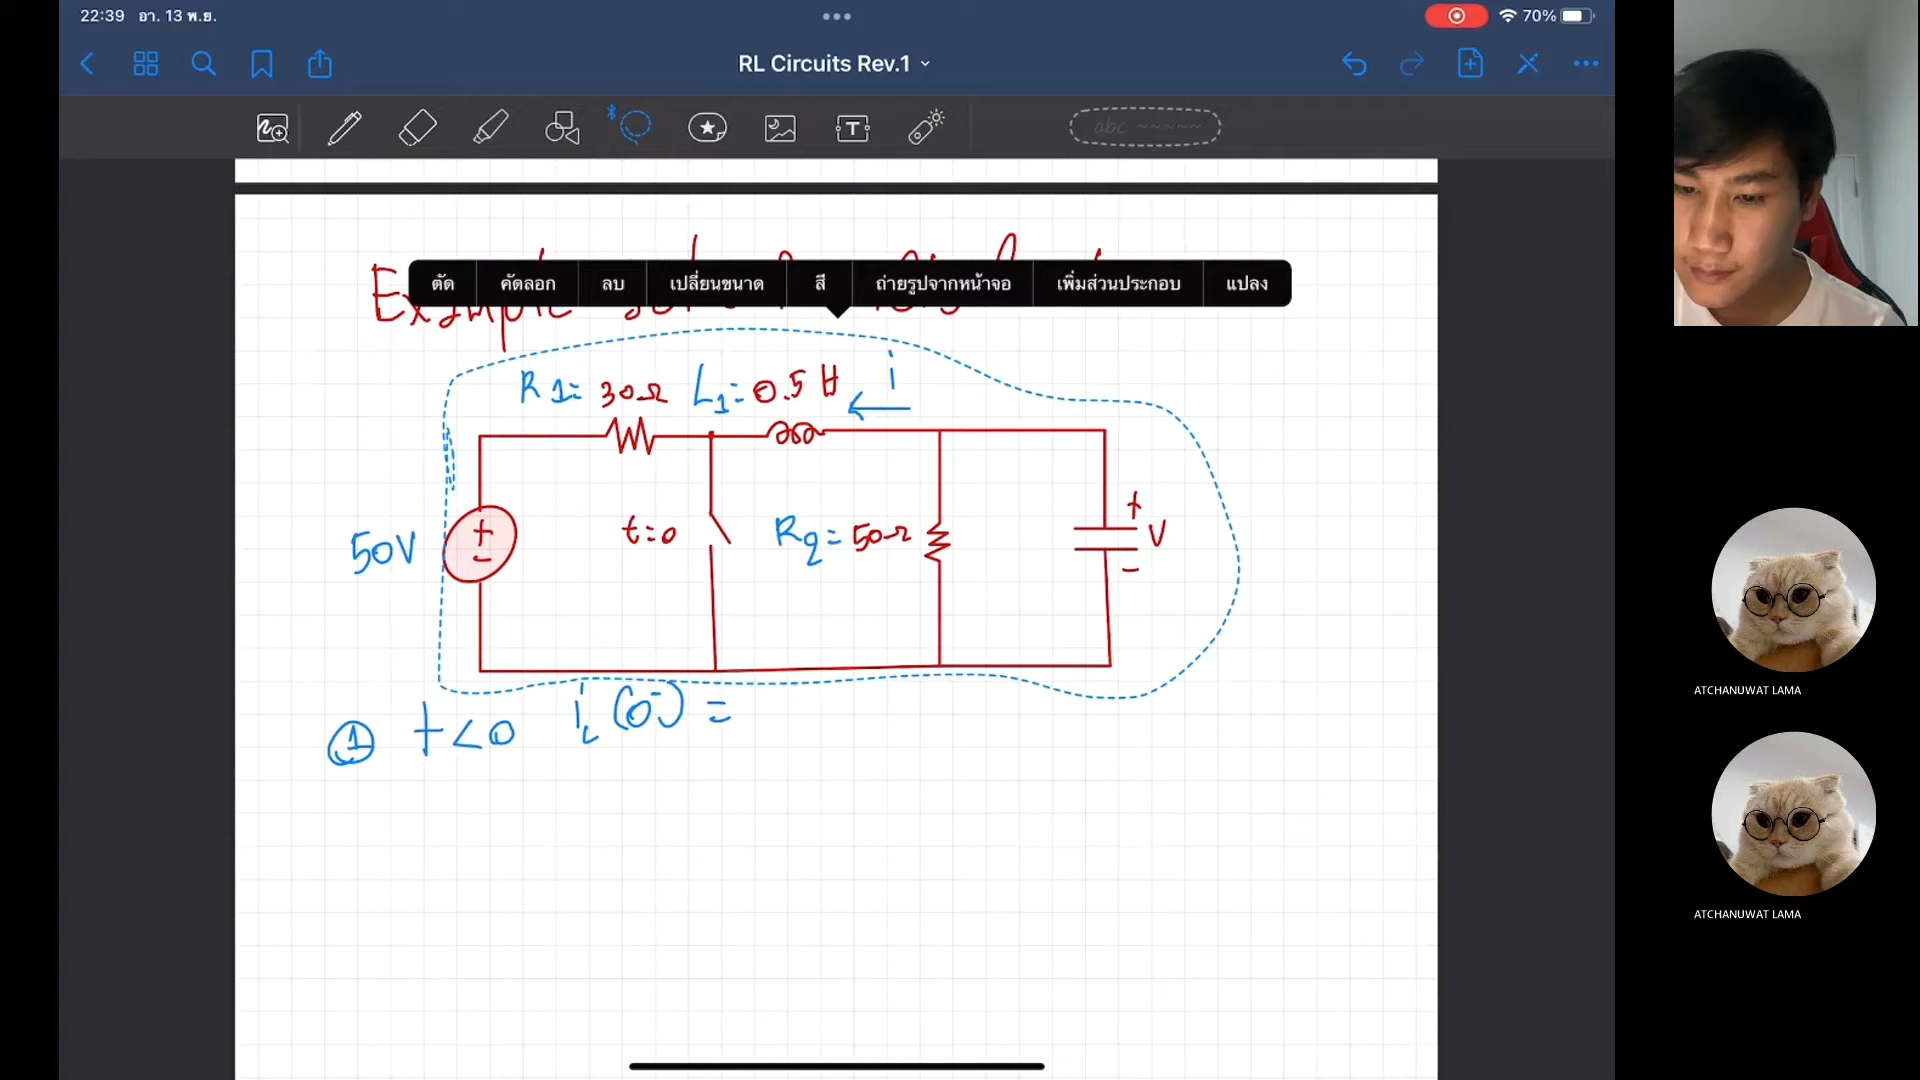 22:39 อา. 13 พ.ย.
70%
RL Circuits Rev.1
abc
ตัด คัดลอก ลบ เปลี่ยนขนาด สี ถ่ายรูปจากหน้าจอ เพิ่มส่วนประกอบ แปลง
R1= 30Ω L1= 0.5 H i
50V + - t=0 R2= 50Ω + V -
① t<0 iL(0⁻) =
ATCHANUWAT LAMA
ATCHANUWAT LAMA